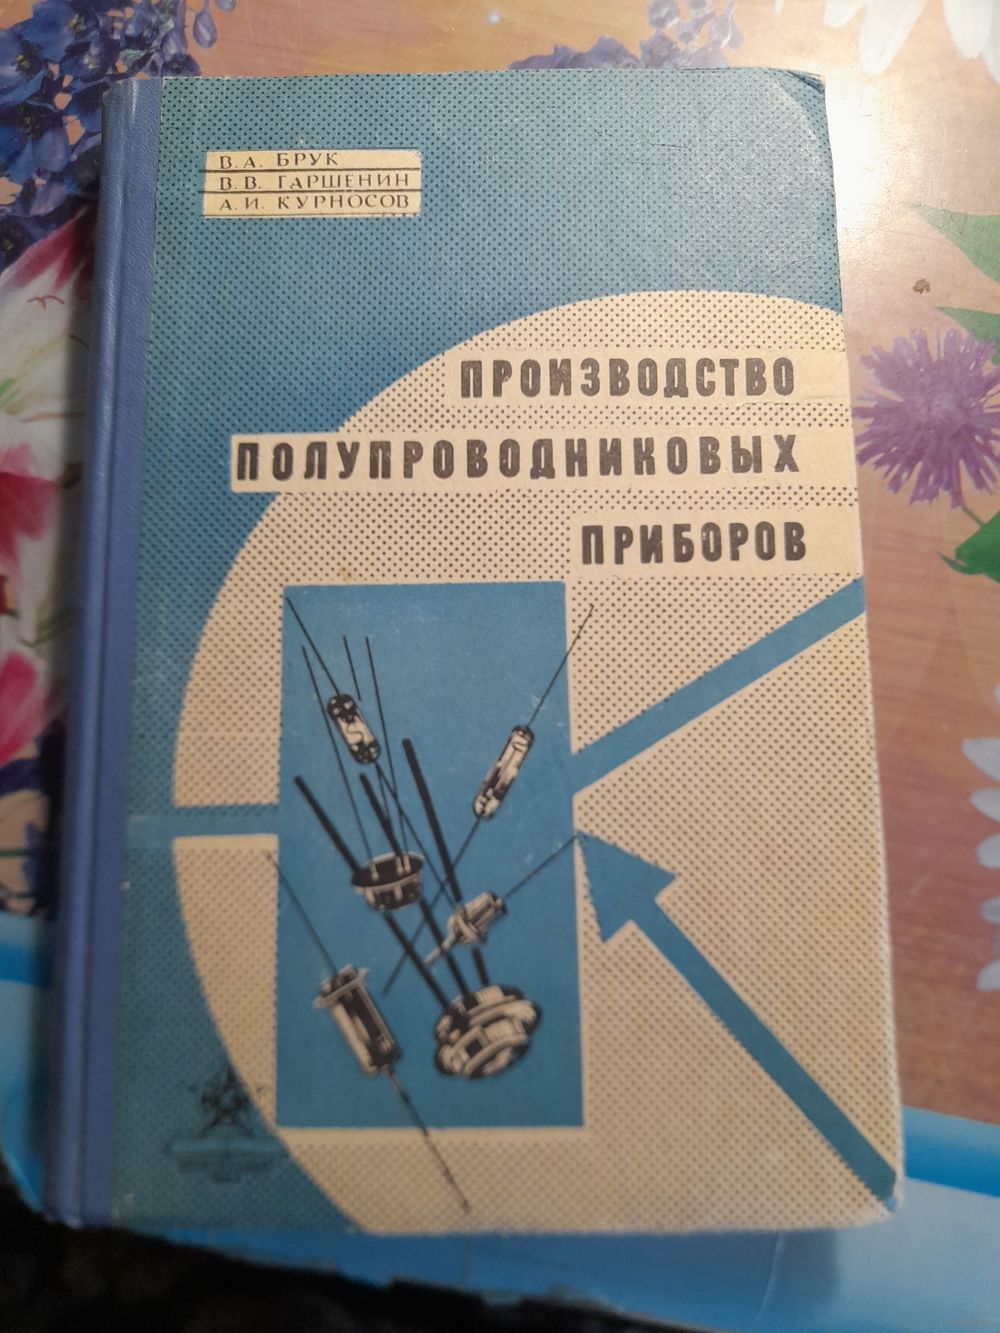 В.А. БРУК
В.В. ГАРШЕНИН
А.И. КУРНОСОВ
ПРОИЗВОДСТВО
ПОЛУПРОВОДНИКОВЫХ
ПРИБОРОВ